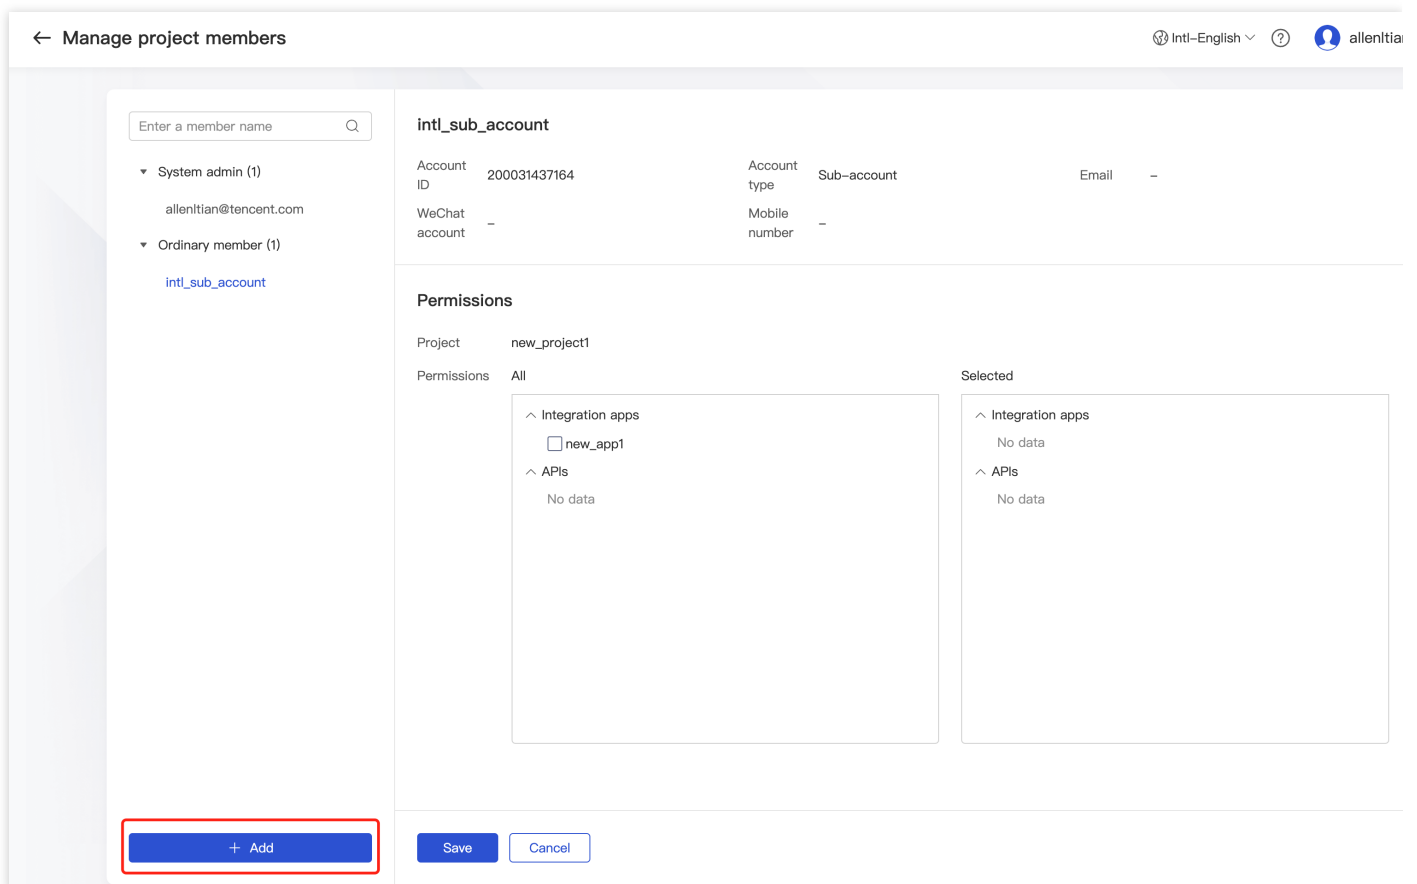 Manage project members
Intl-English
allenltian
Enter a member name
System admin (1)
allenltian@tencent.com
Ordinary member (1)
intl_sub_account
+ Add
intl_sub_account
Account ID
200031437164
Account type
Sub-account
Email
–
WeChat account
–
Mobile number
–
Permissions
Project
new_project1
Permissions
All
Integration apps
new_app1
APIs
No data
Selected
Integration apps
No data
APIs
No data
Save
Cancel